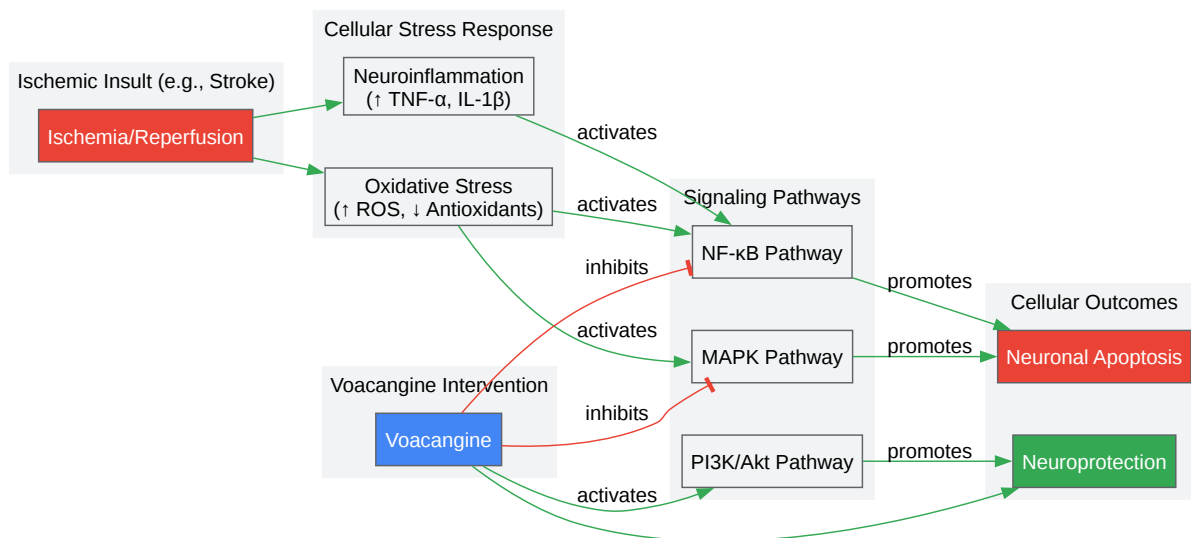 Cellular Stress Response
Ischemic Insult (e.g., Stroke)
Neuroinflammation
(↑ TNF-α, IL-1β)
Ischemia/Reperfusion
activates
Oxidative Stress
(↑ ROS, ↓ Antioxidants)
activates
Signaling Pathways
NF-κB Pathway
inhibits
promotes
Cellular Outcomes
activates
MAPK Pathway
promotes
Neuronal Apoptosis
Voacangine Intervention
inhibits
Voacangine
PI3K/Akt Pathway
promotes
Neuroprotection
activates